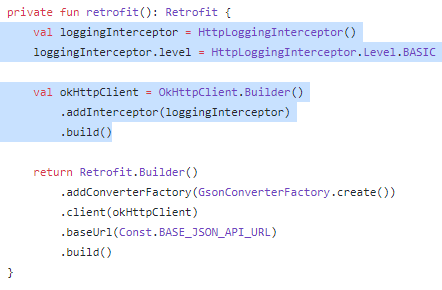 private fun retrofit(): Retrofit {
    val loggingInterceptor = HttpLoggingInterceptor()
    loggingInterceptor.level = HttpLoggingInterceptor.Level.BASIC

    val okHttpClient = OkHttpClient.Builder()
        .addInterceptor(loggingInterceptor)
        .build()

    return Retrofit.Builder()
        .addConverterFactory(GsonConverterFactory.create())
        .client(okHttpClient)
        .baseUrl(Const.BASE_JSON_API_URL)
        .build()
}